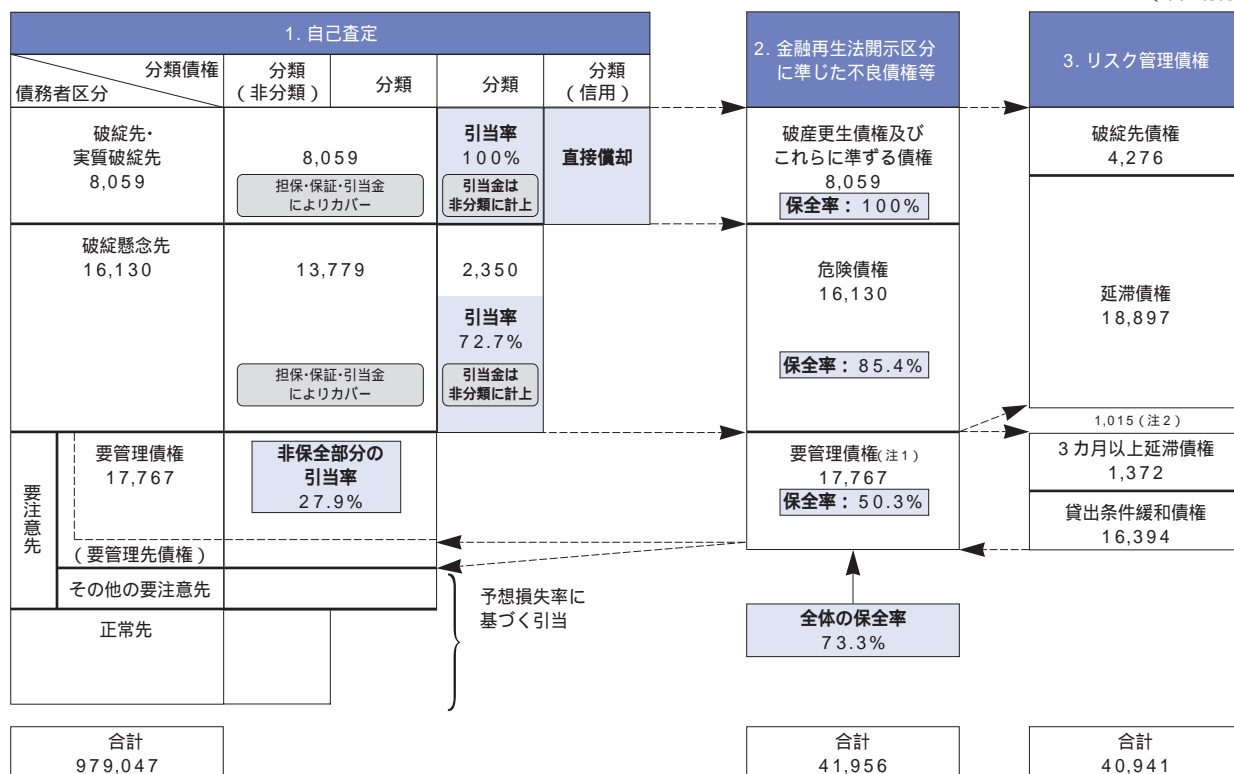 1. 自己査定
分類債権
債務者区分
分類
(非分類)
分類
分類
分類
(信用)
破綻先・
実質破綻先
8,059
8,059
担保・保証・引当金
によりカバー
引当率
100%
引当金は
非分類に計上
直接償却
破綻懸念先
16,130
13,779
担保・保証・引当金
によりカバー
2,350
引当率
72.7%
引当金は
非分類に計上
要注意先
要管理債権
17,767
(要管理先債権)
非保全部分の
引当率
27.9%
その他の要注意先
正常先
予想損失率に
基づく引当
合計
979,047
2. 金融再生法開示区分
に準じた不良債権等
破産更生債権及び
これらに準ずる債権
8,059
保全率：100%
危険債権
16,130
保全率：85.4%
要管理債権(注1)
17,767
保全率：50.3%
全体の保全率
73.3%
合計
41,956
3. リスク管理債権
破綻先債権
4,276
延滞債権
18,897
1,015(注2)
3カ月以上延滞債権
1,372
貸出条件緩和債権
16,394
合計
40,941